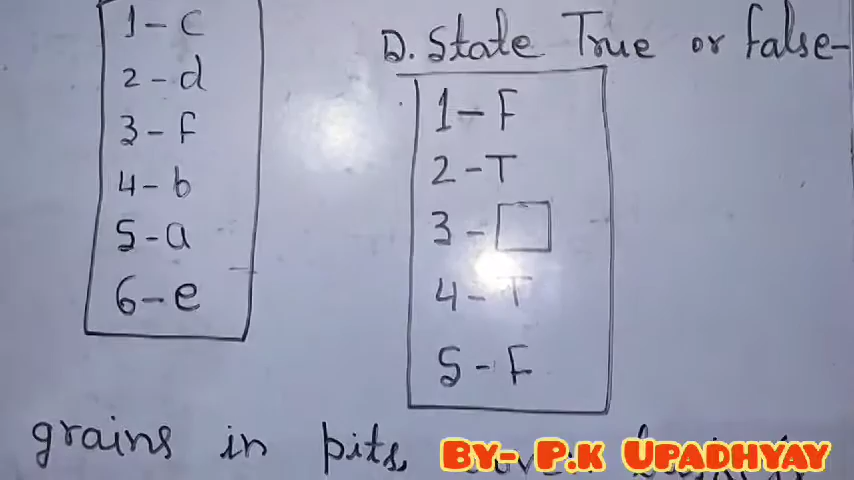 1-c
2-d
3-f
4-b
5-a
6-e
D. State True or false-
1-F
2-T
3-
4-T
5-F
grains in pits,
BY- P.K UPADHYAY